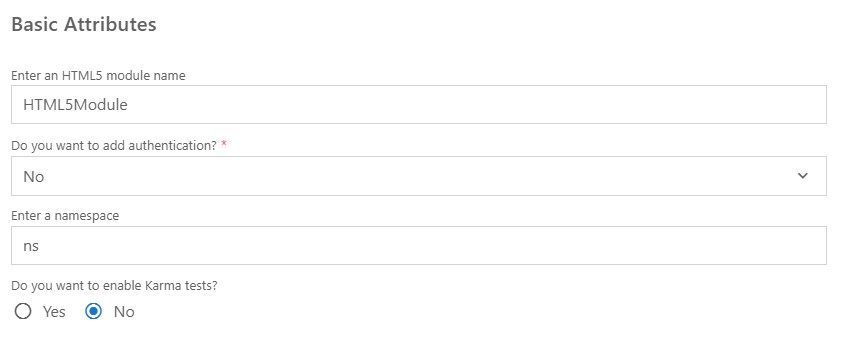 Basic Attributes
Enter an HTML5 module name
HTML5Module
Do you want to add authentication? *
No
Enter a namespace
ns
Do you want to enable Karma tests?
Yes No